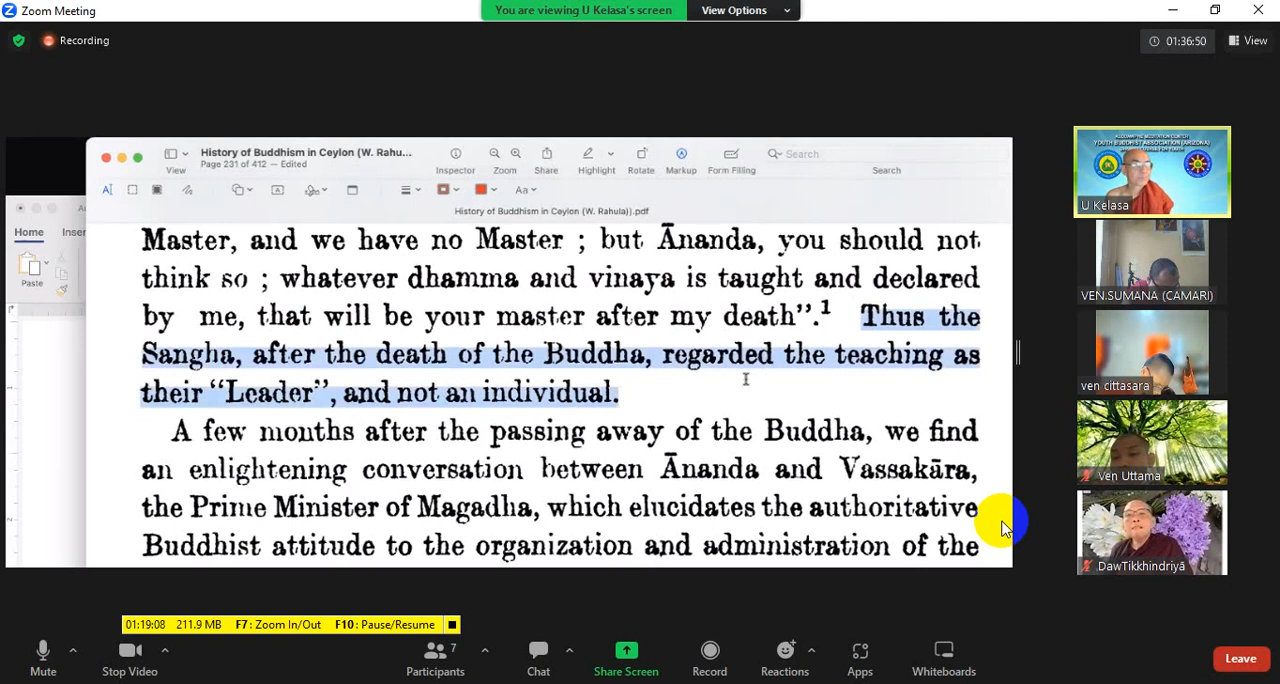 Zoom Meeting
You are viewing U Kelasa's screen
View Options
Recording
01:36:50
View
History of Buddhism in Ceylon (W. Rahu...
Page 231 of 412 — Edited
View
Inspector
Zoom
Share
Highlight
Rotate
Markup
Form Filling
Search
Search
Aa
History of Buddhism in Ceylon (W. Rahula)).pdf
Home
Inser
Paste
Master, and we have no Master ; but Ānanda, you should not
think so ; whatever dhamma and vinaya is taught and declared
by me, that will be your master after my death”.1 Thus the
Sangha, after the death of the Buddha, regarded the teaching as
their “Leader”, and not an individual.
A few months after the passing away of the Buddha, we find
an enlightening conversation between Ānanda and Vassakāra,
the Prime Minister of Magadha, which elucidates the authoritative
Buddhist attitude to the organization and administration of the
YOUTH BUDDHIST ASSOCIATION (ARIZONA)
U Kelasa
VEN.SUMANA (CAMARI)
ven cittasara
Ven Uttama
DawTikkhindriyā
01:19:08 211.9 MB F7 : Zoom In/Out F10 : Pause/Resume
Mute
Stop Video
7
Participants
Chat
Share Screen
Record
Reactions
Apps
Whiteboards
Leave